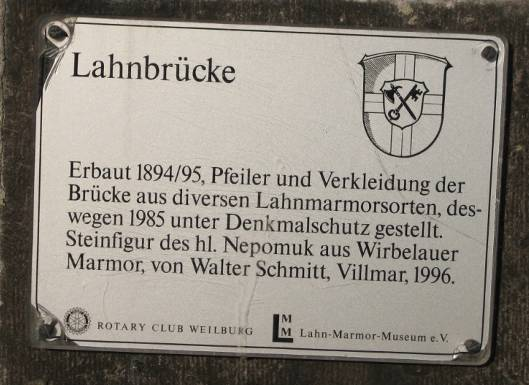 Lahnbrücke
Erbaut 1894/95, Pfeiler und Verkleidung der
Brücke aus diversen Lahnmarmorsorten, des-
wegen 1985 unter Denkmalschutz gestellt.
Steinfigur des hl. Nepomuk aus Wirbelauer
Marmor, von Walter Schmitt, Villmar, 1996.
ROTARY CLUB WEILBURG LMM Lahn-Marmor-Museum e.V.